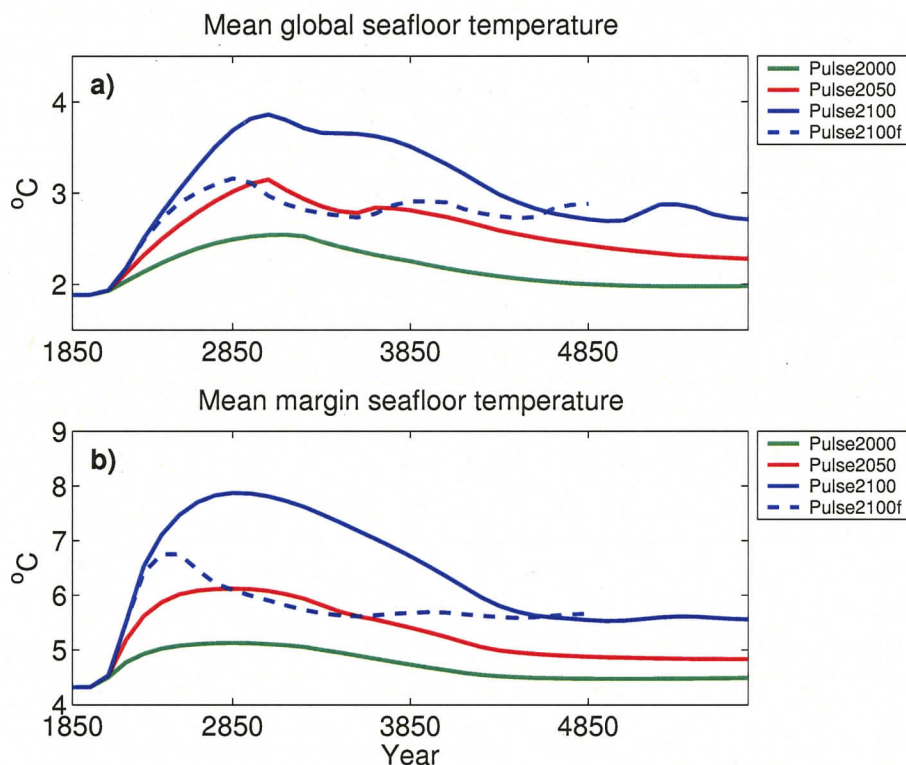 Mean global seafloor temperature
a)
4
3
2
°C
1850
2850
3850
4850
Pulse2000
Pulse2050
Pulse2100
Pulse2100f
Mean margin seafloor temperature
b)
9
8
7
6
5
4
°C
1850
2850
3850
4850
Year
Pulse2000
Pulse2050
Pulse2100
Pulse2100f